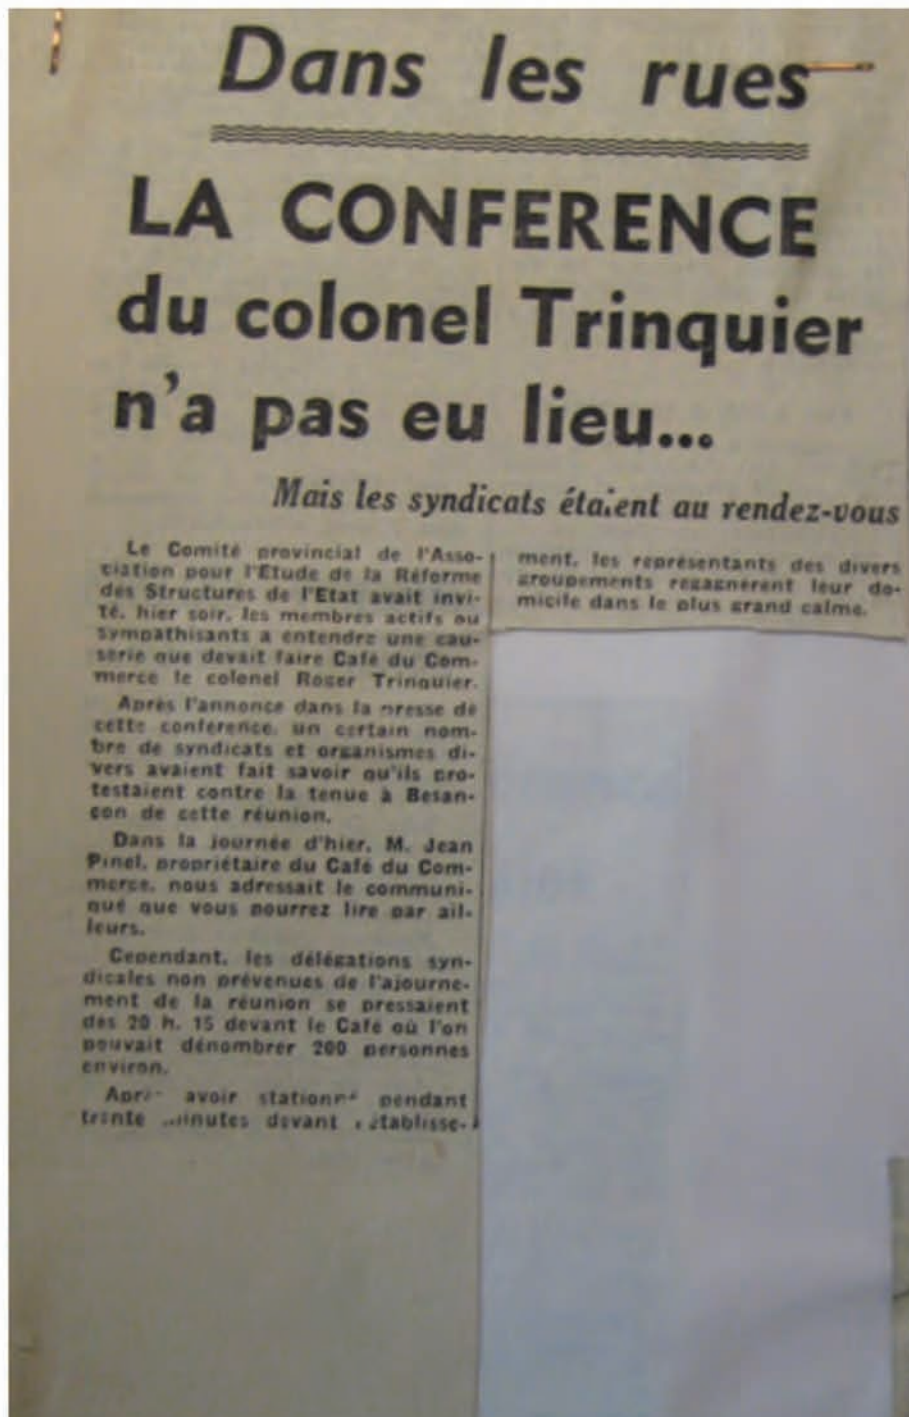 Dans les rues
LA CONFERENCE
du colonel Trinquier
n'a pas eu lieu...
Mais les syndicats étaient au rendez-vous
Le Comité provincial de l'Asso-
ciation pour l'Etude de la Réforme
des Structures de l'Etat avait invi-
té, hier soir, les membres actifs ou
sympathisants a entendre une cau-
serie que devait faire Café du Com-
merce le colonel Roger Trinquier.
Après l'annonce dans la presse de
cette conférence, un certain nom-
bre de syndicats et organismes di-
vers avaient fait savoir qu'ils pro-
testaient contre la tenue à Besan-
çon de cette réunion.
Dans la journée d'hier, M. Jean
Pinel, propriétaire du Café du Com-
merce, nous adressait le communi-
qué que vous pourrez lire par ail-
leurs.
Cependant, les délégations syn-
dicales non prévenues de l'ajourne-
ment de la réunion se pressaient
dès 20 h. 15 devant le Café où l'on
pouvait dénombrer 200 personnes
environ.
Après avoir stationné pendant
trente minutes devant l'établisse-
ment, les représentants des divers
groupements regagnèrent leur do-
micile dans le plus grand calme.